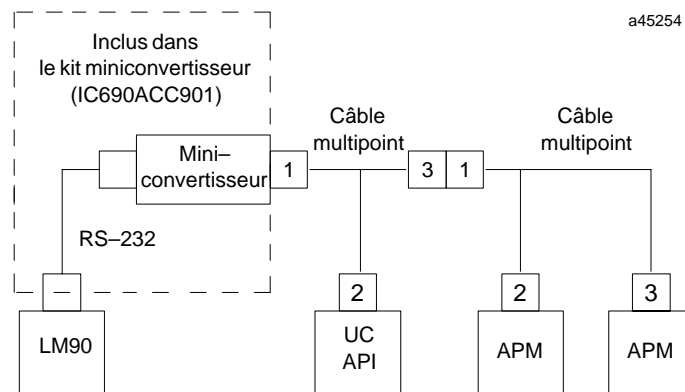 a45254
Inclus dans
le kit miniconvertisseur
(IC690ACC901)
Câble
multipoint
Câble
multipoint
Mini–
convertisseur
1
3
1
RS–232
2
2
3
LM90
UC
API
APM
APM